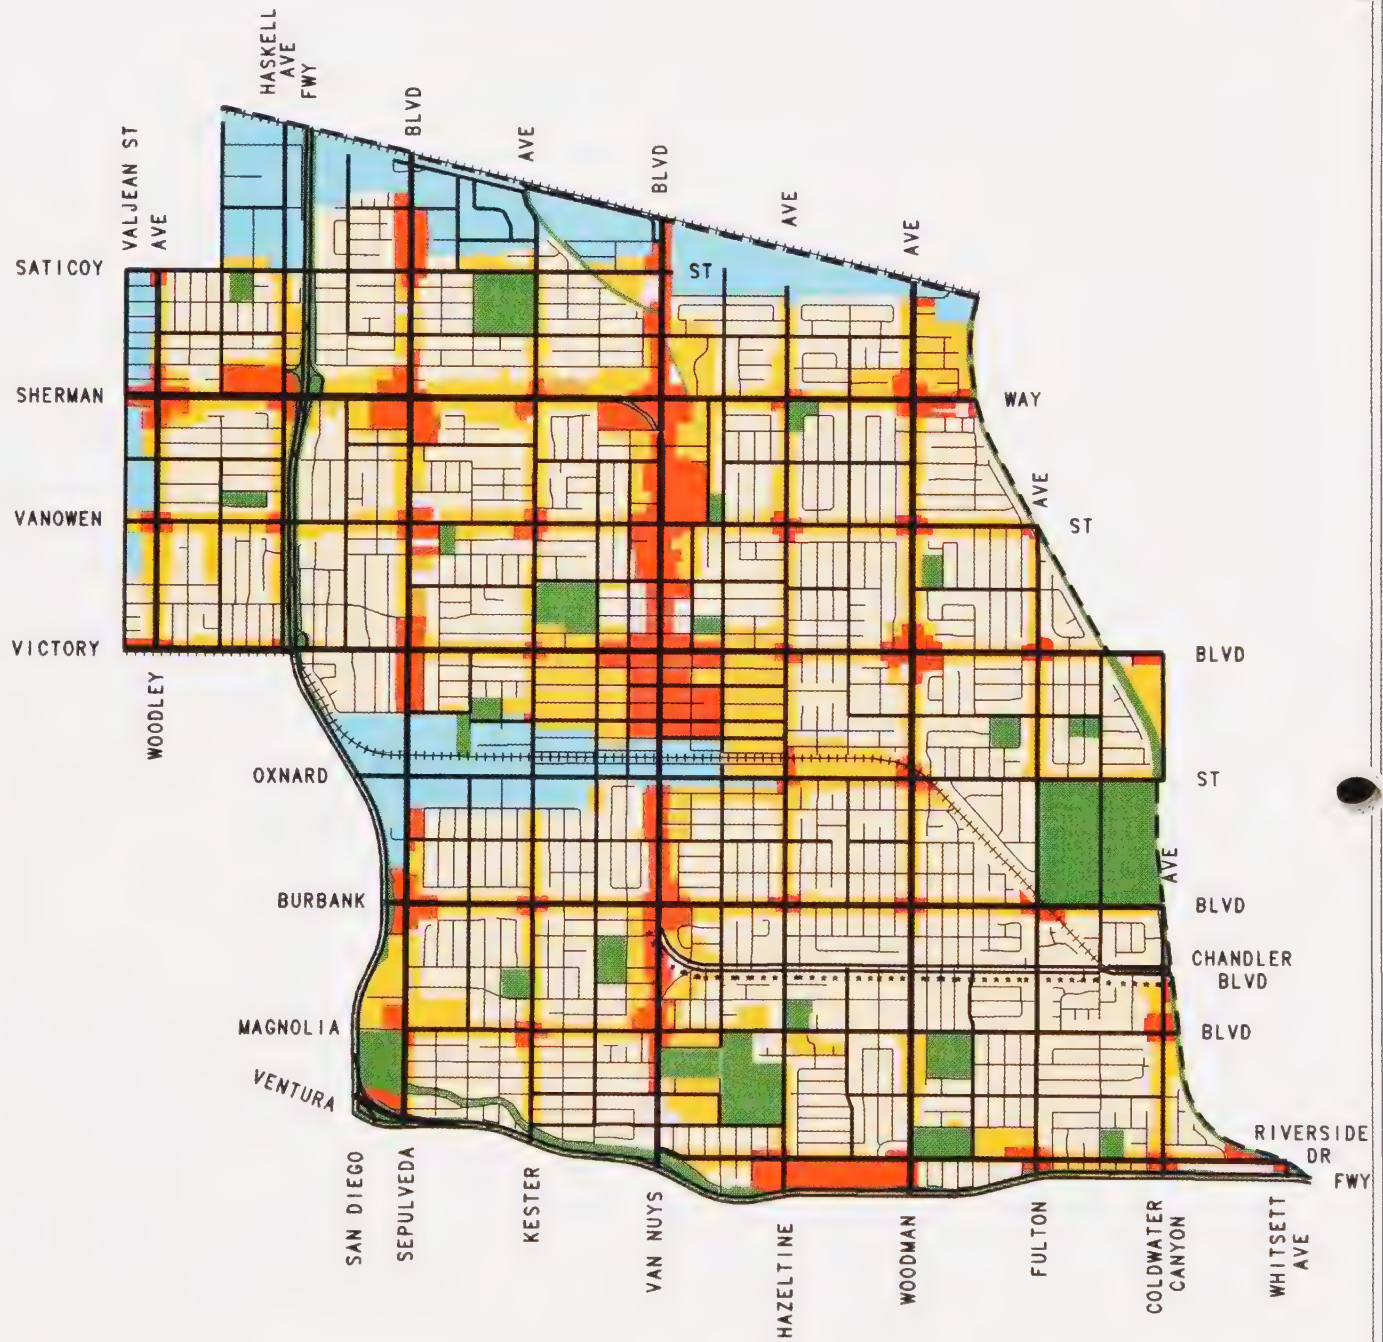 HASKELL
AVE
FWY
BLVD
AVE
BLVD
AVE
AVE
VALJEAN ST
AVE
SATICOY
ST
SHERMAN
WAY
AVE
VANOWEN
ST
VICTORY
BLVD
WOODLEY
OXNARD
ST
AVE
BURBANK
BLVD
CHANDLER
BLVD
MAGNOLIA
BLVD
VENTURA
RIVERSIDE
DR
FWY
SAN DIEGO
SEPULVEDA
KESTER
VAN NUYS
HAZELTINE
WOODMAN
FULTON
COLDWATER
CANYON
WHITSETT
AVE